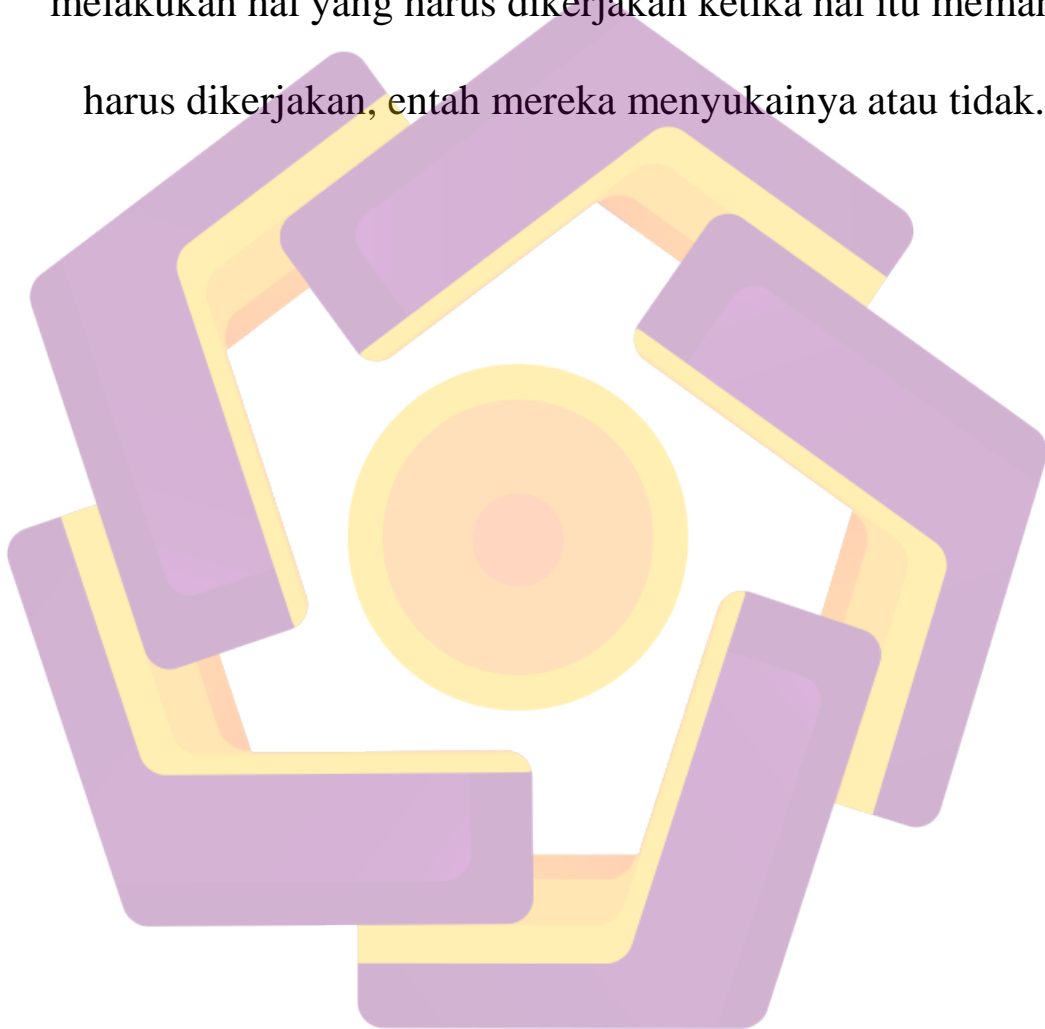 melakukan hal yang harus dikerjakan ketika hal itu
harus dikerjakan, entah mereka menyukainya atau tidak.